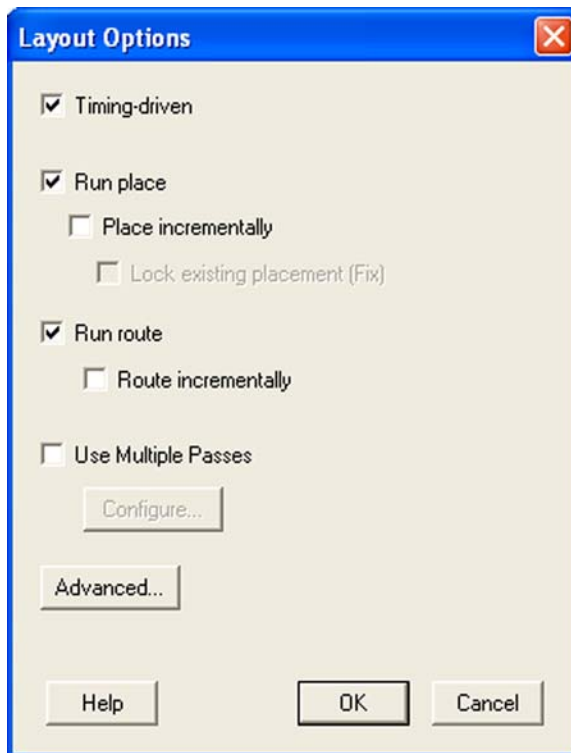 Layout Options
Timing-driven
Run place
Place incrementally
Lock existing placement (Fix)
Run route
Route incrementally
Use Multiple Passes
Configure...
Advanced...
Help OK Cancel